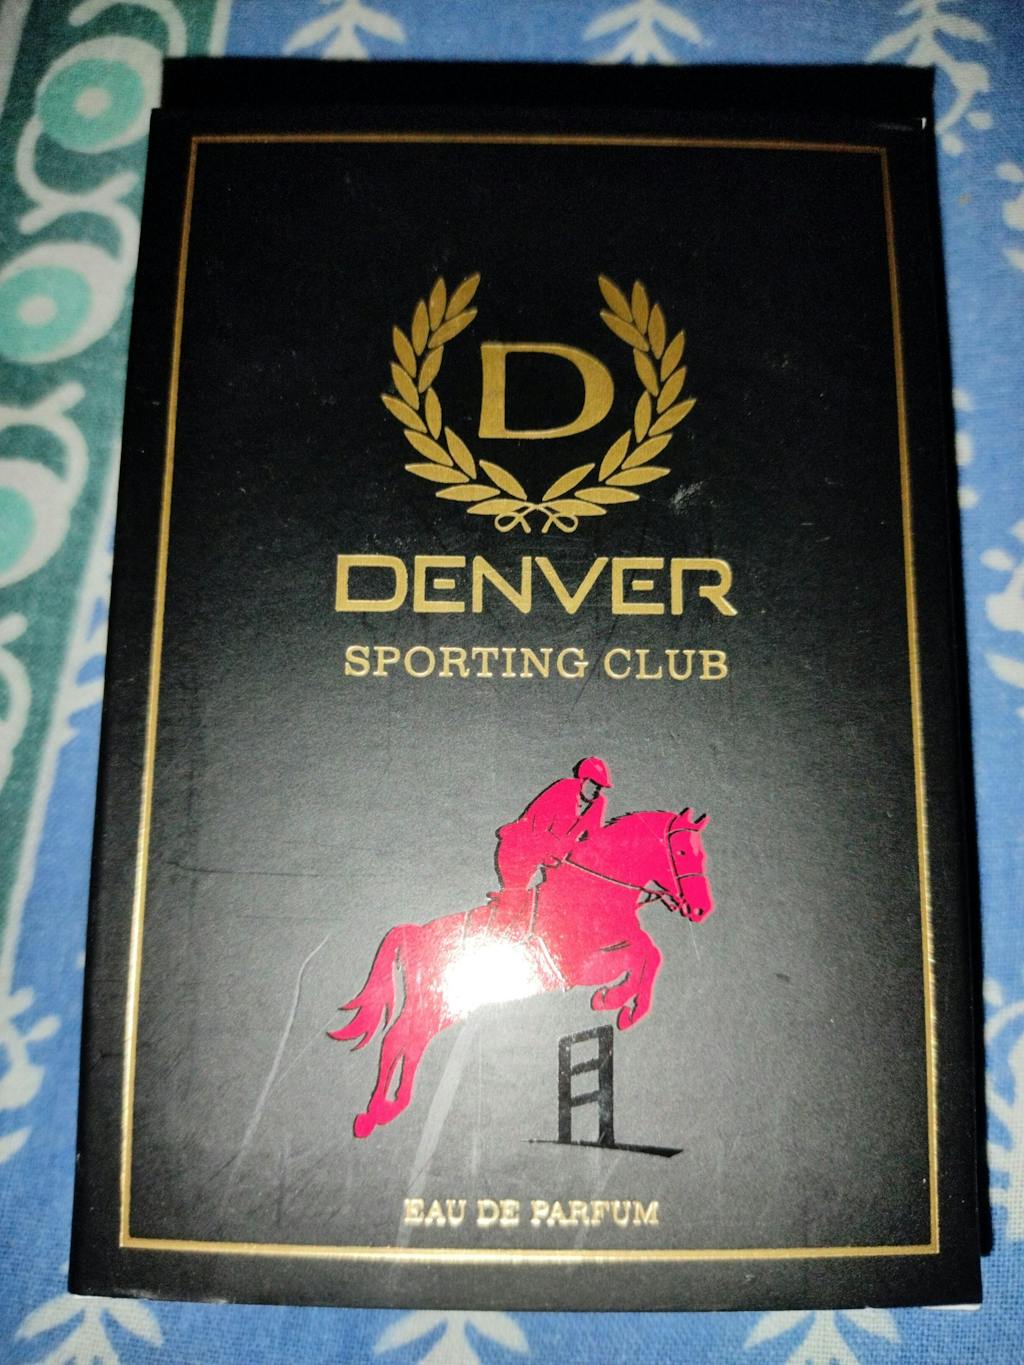 D
DENVER
SPORTING CLUB
EAU DE PARFUM